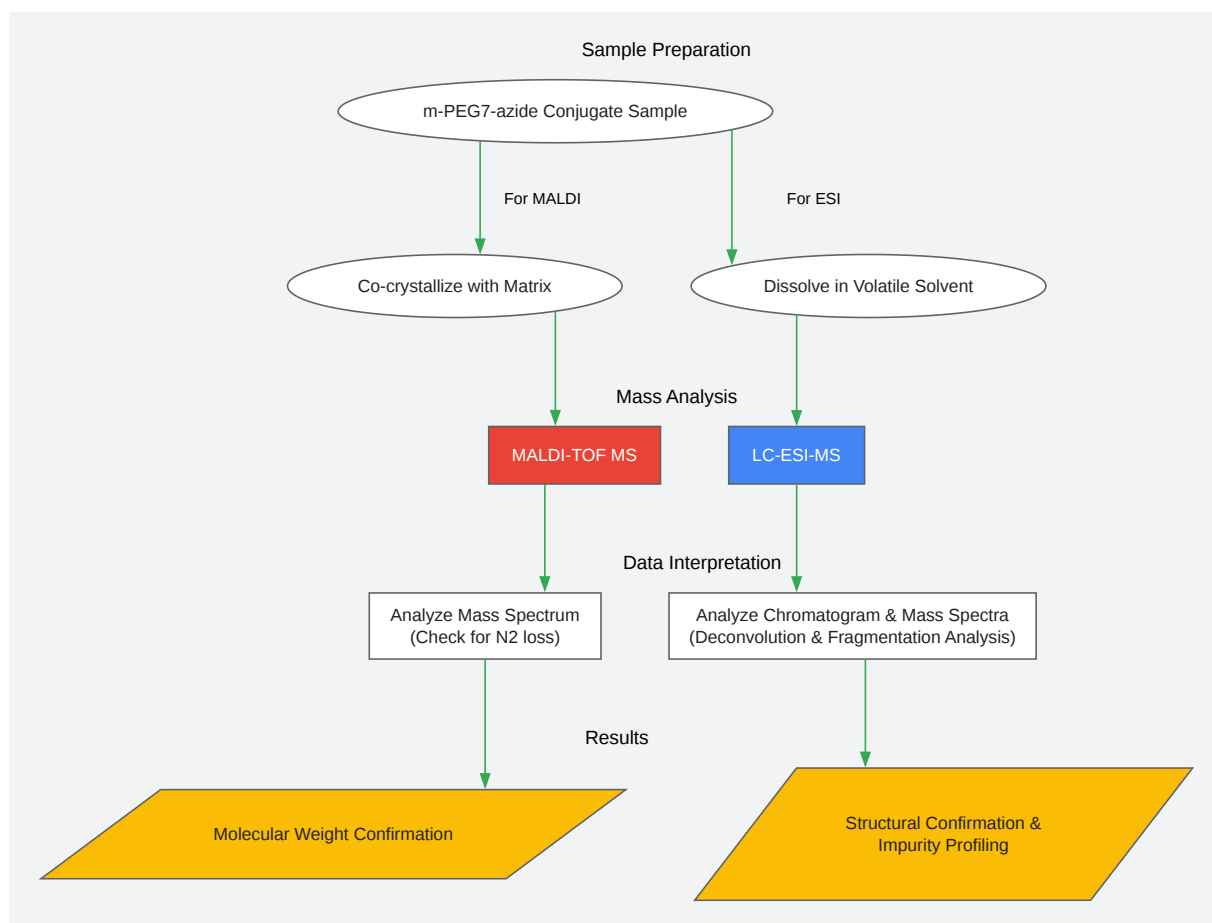 Sample Preparation
m-PEG7-azide Conjugate Sample
For MALDI
For ESI
Co-crystallize with Matrix
Dissolve in Volatile Solvent
Mass Analysis
MALDI-TOF MS
LC-ESI-MS
Data Interpretation
Analyze Mass Spectrum
(Check for N2 loss)
Analyze Chromatogram & Mass Spectra
(Deconvolution & Fragmentation Analysis)
Results
Molecular Weight Confirmation
Structural Confirmation &
Impurity Profiling